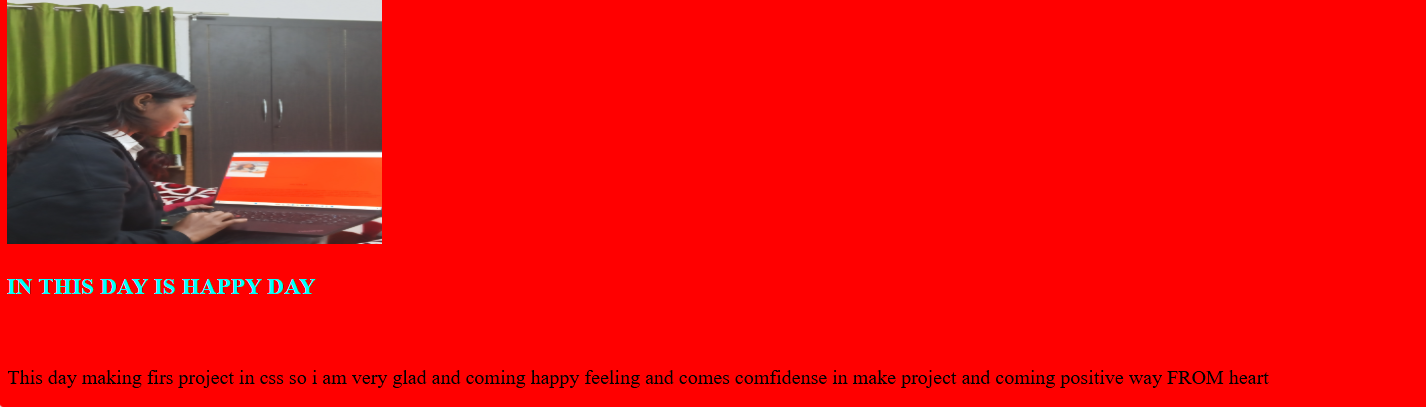 IN THIS DAY IS HAPPY DAY
This day making firs project in css so i am very glad and coming happy feeling and comes comfidense in make project and coming positive way FROM heart